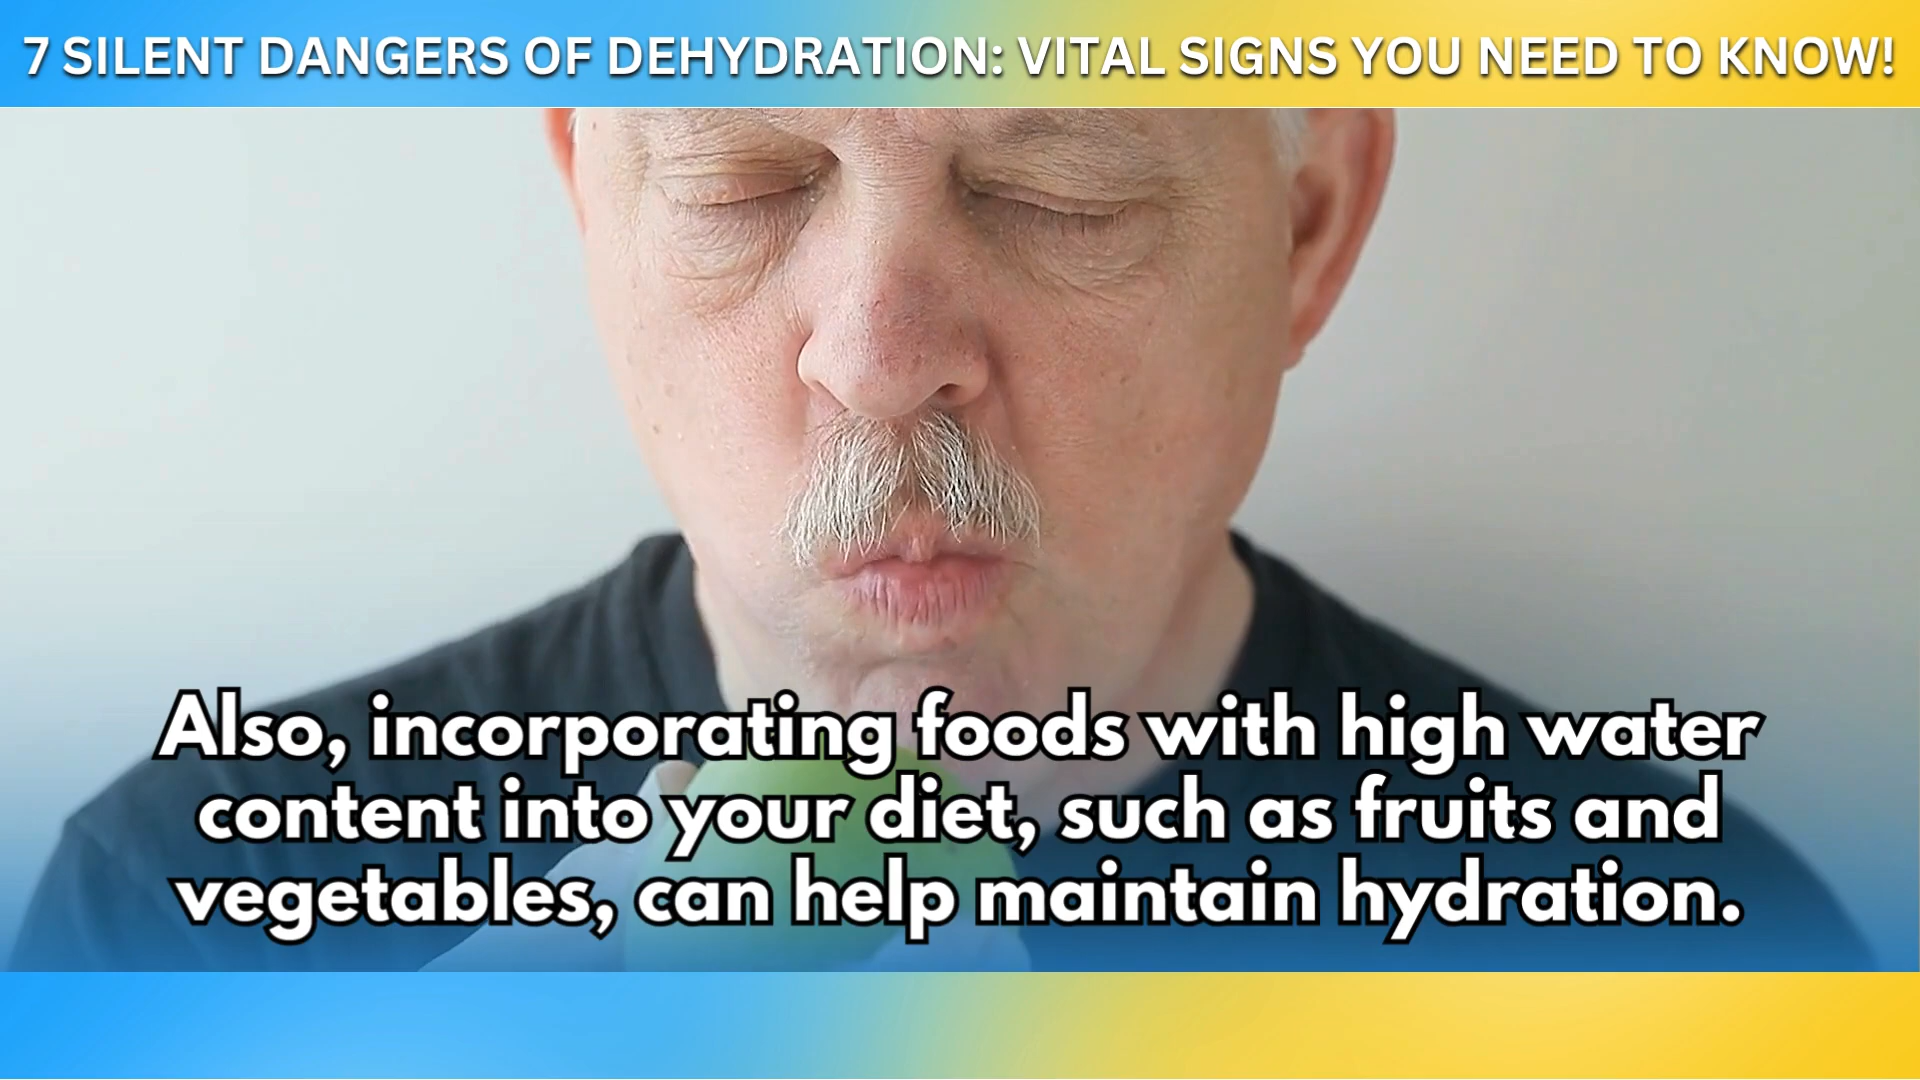 7 SILENT DANGERS OF DEHYDRATION: VITAL SIGNS YOU NEED TO KNOW!
Also, incorporating foods with high water
content into your diet, such as fruits and
vegetables, can help maintain hydration.